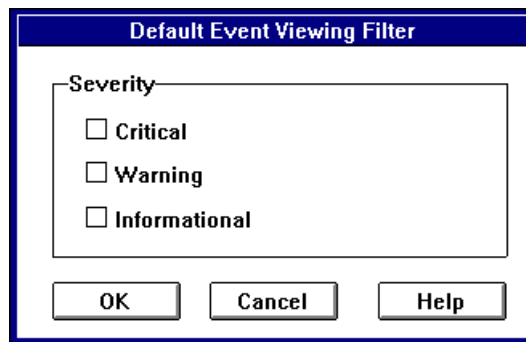 Default Event Viewing Filter
Severity
Critical
Warning
Informational
OK Cancel Help